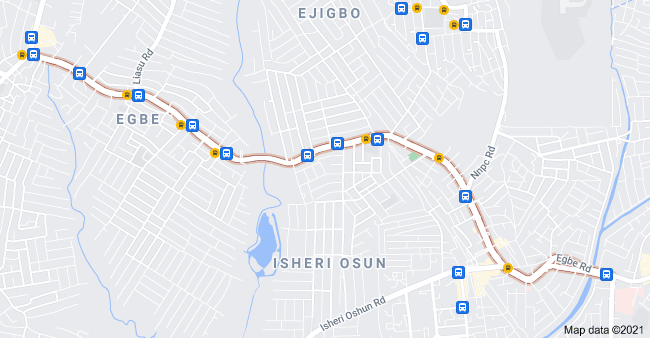 EJIGBO
Liasu Rd
EGBE
Nnpc Rd
ISHERI OSUN
Egbe Rd
Isheri Oshun Rd
Map data ©2021